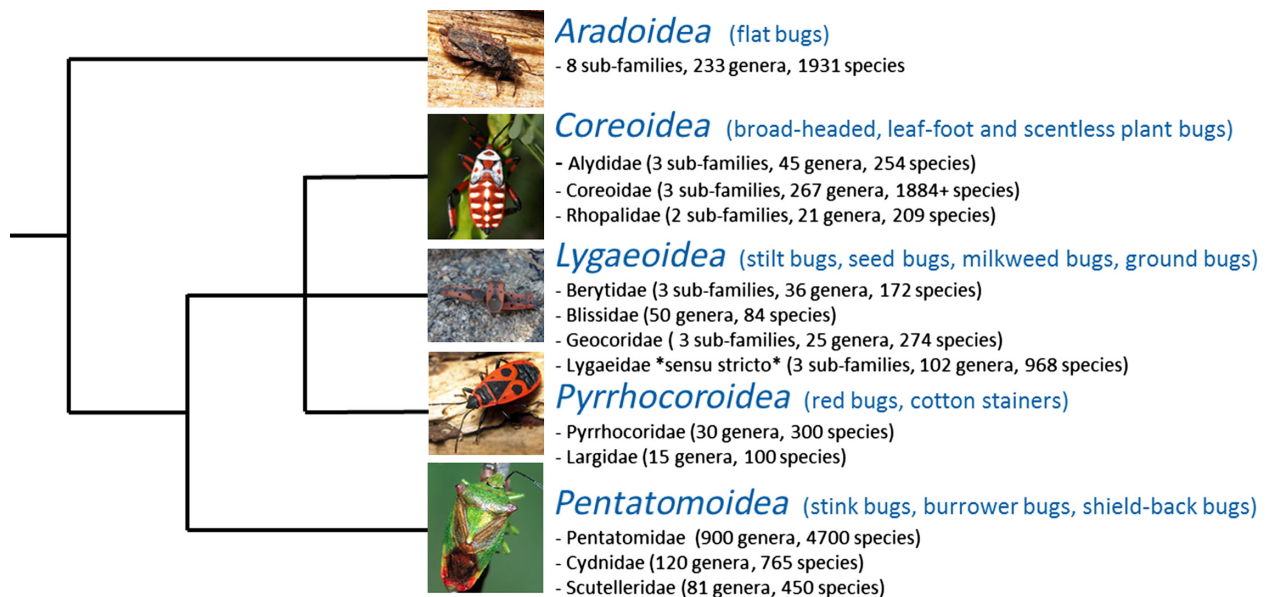 Aradoidea (flat bugs)
- 8 sub-families, 233 genera, 1931 species
Coreoidea (broad-headed, leaf-foot and scentless plant bugs)
- Alydidae (3 sub-families, 45 genera, 254 species)
- Coreoidae (3 sub-families, 267 genera, 1884+ species)
- Rhopalidae (2 sub-families, 21 genera, 209 species)
Lygaeoidea (stilt bugs, seed bugs, milkweed bugs, ground bugs)
- Berytidae (3 sub-families, 36 genera, 172 species)
- Blissidae (50 genera, 84 species)
- Geocoridae ( 3 sub-families, 25 genera, 274 species)
- Lygaeidae *sensu stricto* (3 sub-families, 102 genera, 968 species)
Pyrrhocoroidea (red bugs, cotton stainers)
- Pyrrhocoridae (30 genera, 300 species)
- Largidae (15 genera, 100 species)
Pentatomoidea (stink bugs, burrower bugs, shield-back bugs)
- Pentatomidae (900 genera, 4700 species)
- Cydnidae (120 genera, 765 species)
- Scutelleridae (81 genera, 450 species)